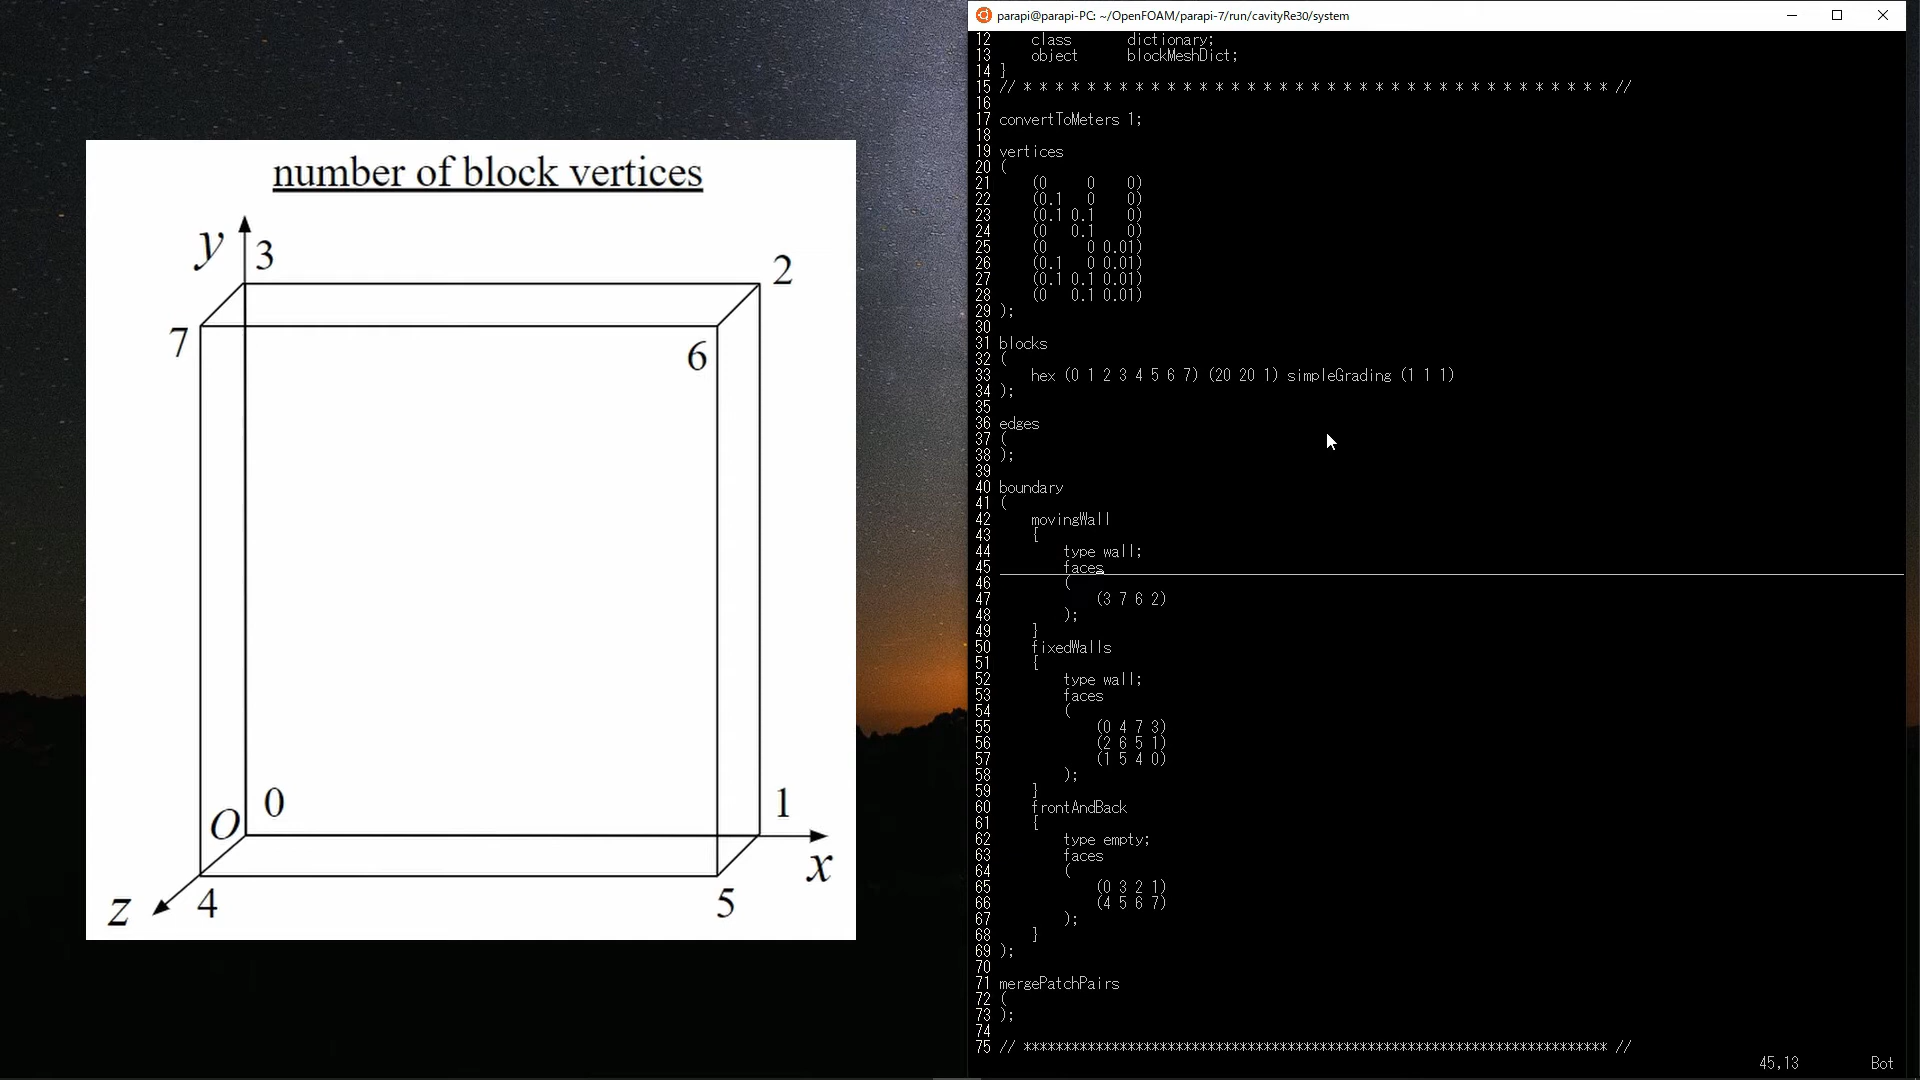 number of block vertices
y
3
2
7
6
O
0
1
x
z
4
5
parapi@parapi-PC: ~/OpenFOAM/parapi-7/run/cavityRe30/system
12     class       dictionary;
13     object      blockMeshDict;
14 }
15 // * * * * * * * * * * * * * * * * * * * * * * * * * * * * * * * * * * * * * //
16
17 convertToMeters 1;
18
19 vertices
20 (
21     (0     0    0)
22     (0.1   0    0)
23     (0.1 0.1    0)
24     (0   0.1    0)
25     (0     0 0.01)
26     (0.1   0 0.01)
27     (0.1 0.1 0.01)
28     (0   0.1 0.01)
29 );
30
31 blocks
32 (
33     hex (0 1 2 3 4 5 6 7) (20 20 1) simpleGrading (1 1 1)
34 );
35
36 edges
37 (
38 );
39
40 boundary
41 (
42     movingWall
43     {
44         type wall;
45         faces
46         (
47             (3 7 6 2)
48         );
49     }
50     fixedWalls
51     {
52         type wall;
53         faces
54         (
55             (0 4 7 3)
56             (2 6 5 1)
57             (1 5 4 0)
58         );
59     }
60     frontAndBack
61     {
62         type empty;
63         faces
64         (
65             (0 3 2 1)
66             (4 5 6 7)
67         );
68     }
69 );
70
71 mergePatchPairs
72 (
73 );
74
75 // ************************************************************************* //
45,13         Bot